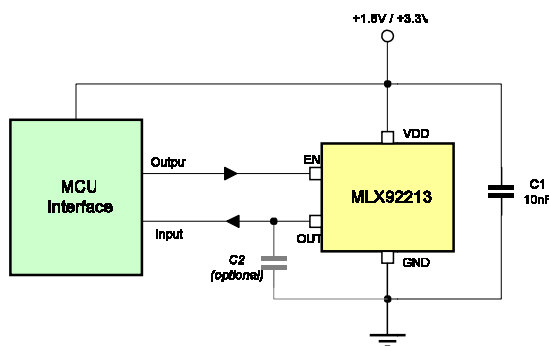 +1.8V / +3.3V
VDD
Output
EN
MCU
Interface
MLX92213
C1
10nF
Input
OUT
C2
(optional)
GND